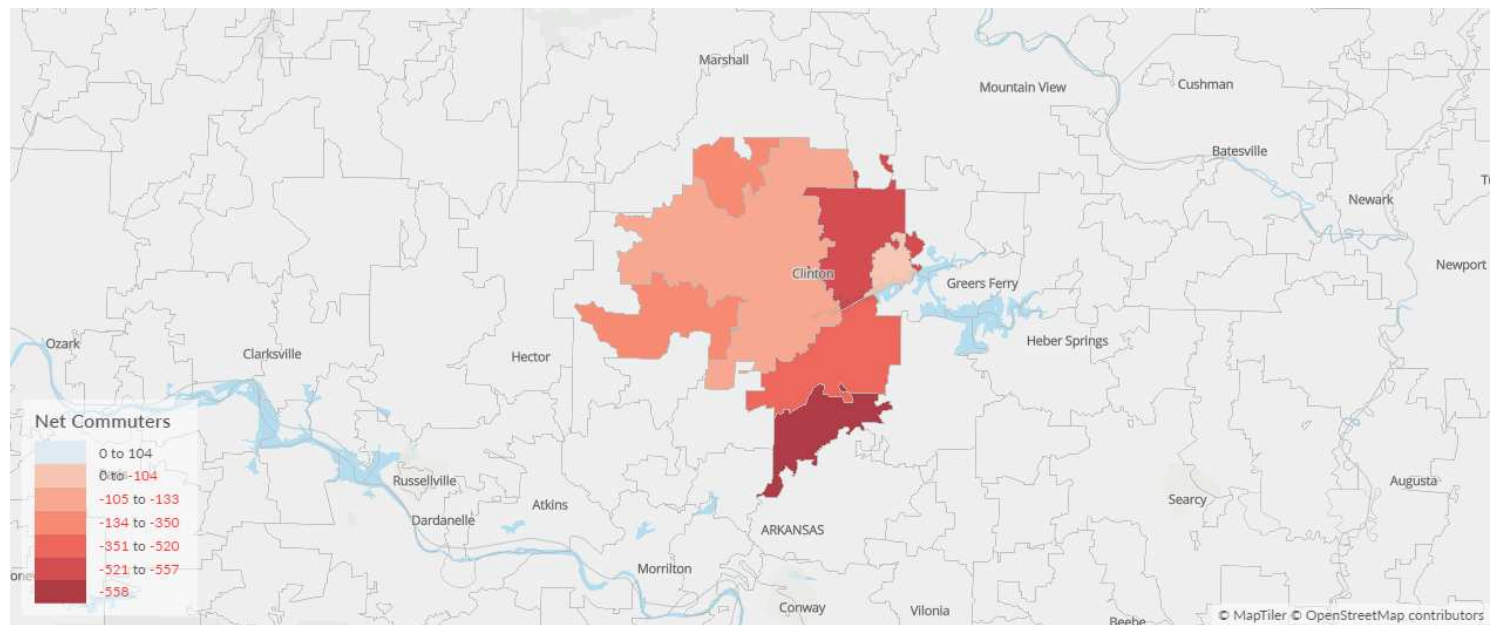 Marshall
Mountain View
Cushman
Batesville
Newark
Newport
Clinton
Greers Ferry
Heber Springs
Ozark
Clarksville
Hector
Russellville
Atkins
Dardanelle
ARKANSAS
Searcy
Augusta
Morrilton
Conway
Vilonia
Beebe
Net Commuters
0 to 104
0 to -104
-105 to -133
-134 to -350
-351 to -520
-521 to -557
-558
© MapTiler © OpenStreetMap contributors